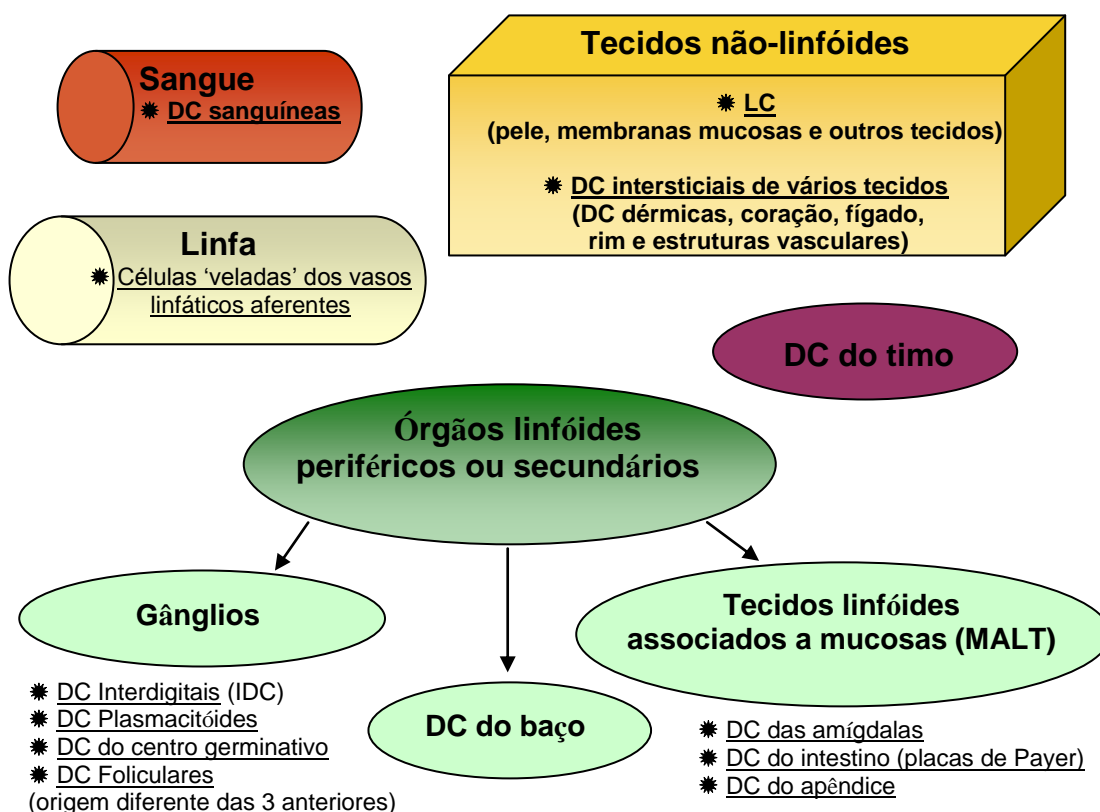 Sangue
✹ DC sanguíneas
Tecidos não-linfóides
✹ LC
(pele, membranas mucosas e outros tecidos)
✹ DC intersticiais de vários tecidos
(DC dérmicas, coração, fígado,
rim e estruturas vasculares)
Linfa
✹ Células ‘veladas’ dos vasos
linfáticos aferentes
DC do timo
Órgãos linfóides
periféricos ou secundários
Gânglios
✹ DC Interdigitais (IDC)
✹ DC Plasmacitóides
✹ DC do centro germinativo
✹ DC Foliculares
(origem diferente das 3 anteriores)
DC do baço
Tecidos linfóides
associados a mucosas (MALT)
✹ DC das amígdalas
✹ DC do intestino (placas de Payer)
✹ DC do apêndice